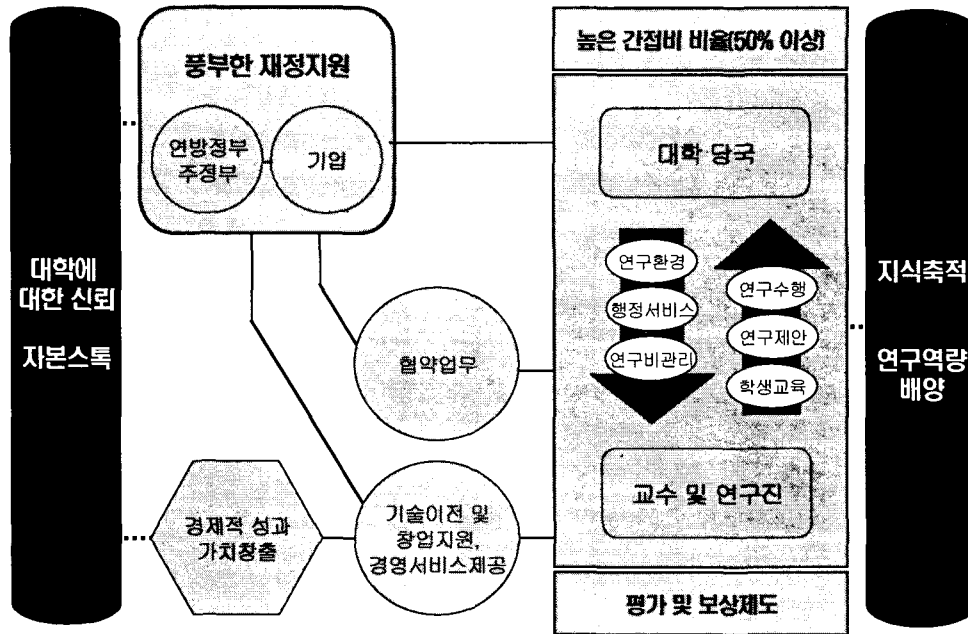 대학에
대한 신뢰
자본스톡
풍부한 재정지원
연방정부
주정부
기업
협약업무
경제적 성과
가치창출
기술이전 및
창업지원,
경영서비스제공
높은 간접비 비율(50% 이상)
대학 당국
연구환경
행정서비스
연구비관리
연구수행
연구제안
학생교육
교수 및 연구진
평가 및 보상제도
지식축적
연구역량
배양